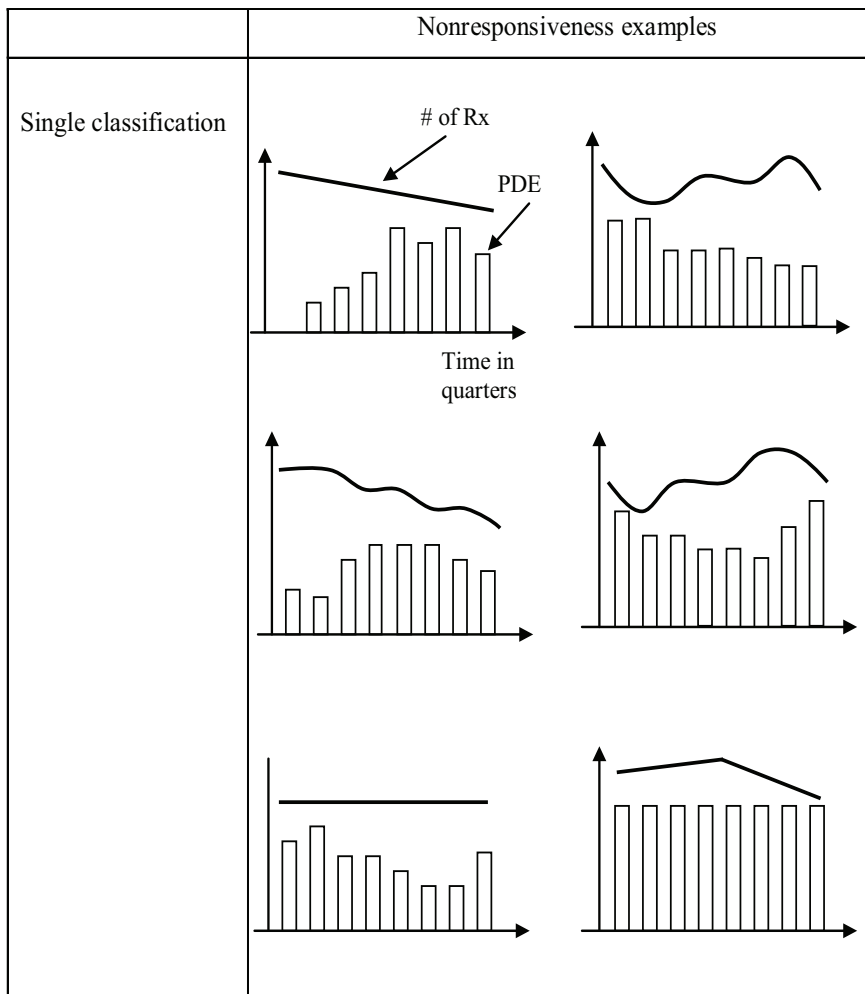 Nonresponsiveness examples
Single classification
# of Rx
PDE
Time in
quarters